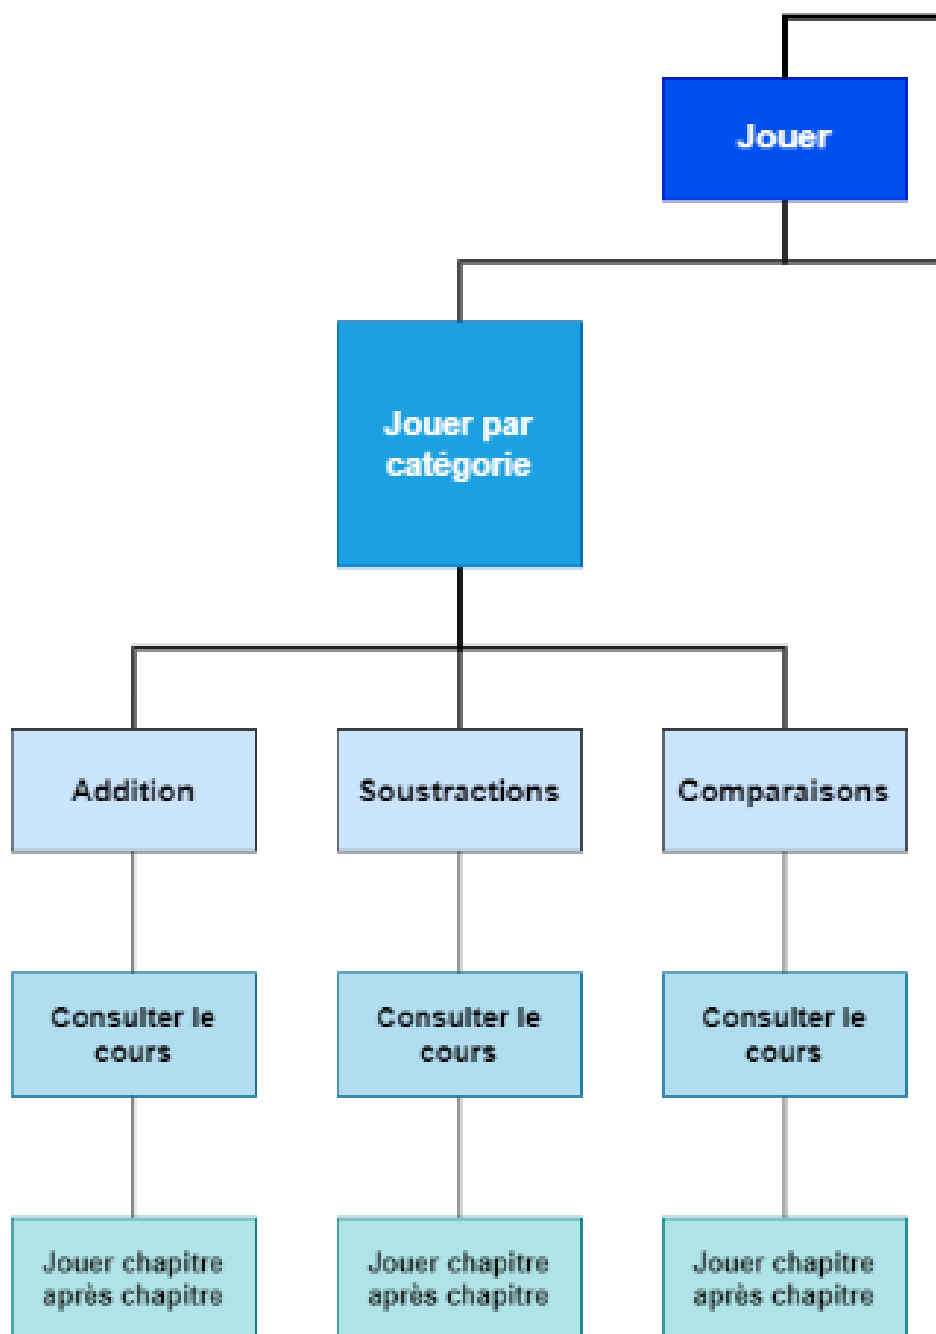 Jouer
Jouer par
catégorie
Addition
Soustractions
Comparaisons
Consulter le
cours
Consulter le
cours
Consulter le
cours
Jouer chapitre
après chapitre
Jouer chapitre
après chapitre
Jouer chapitre
après chapitre